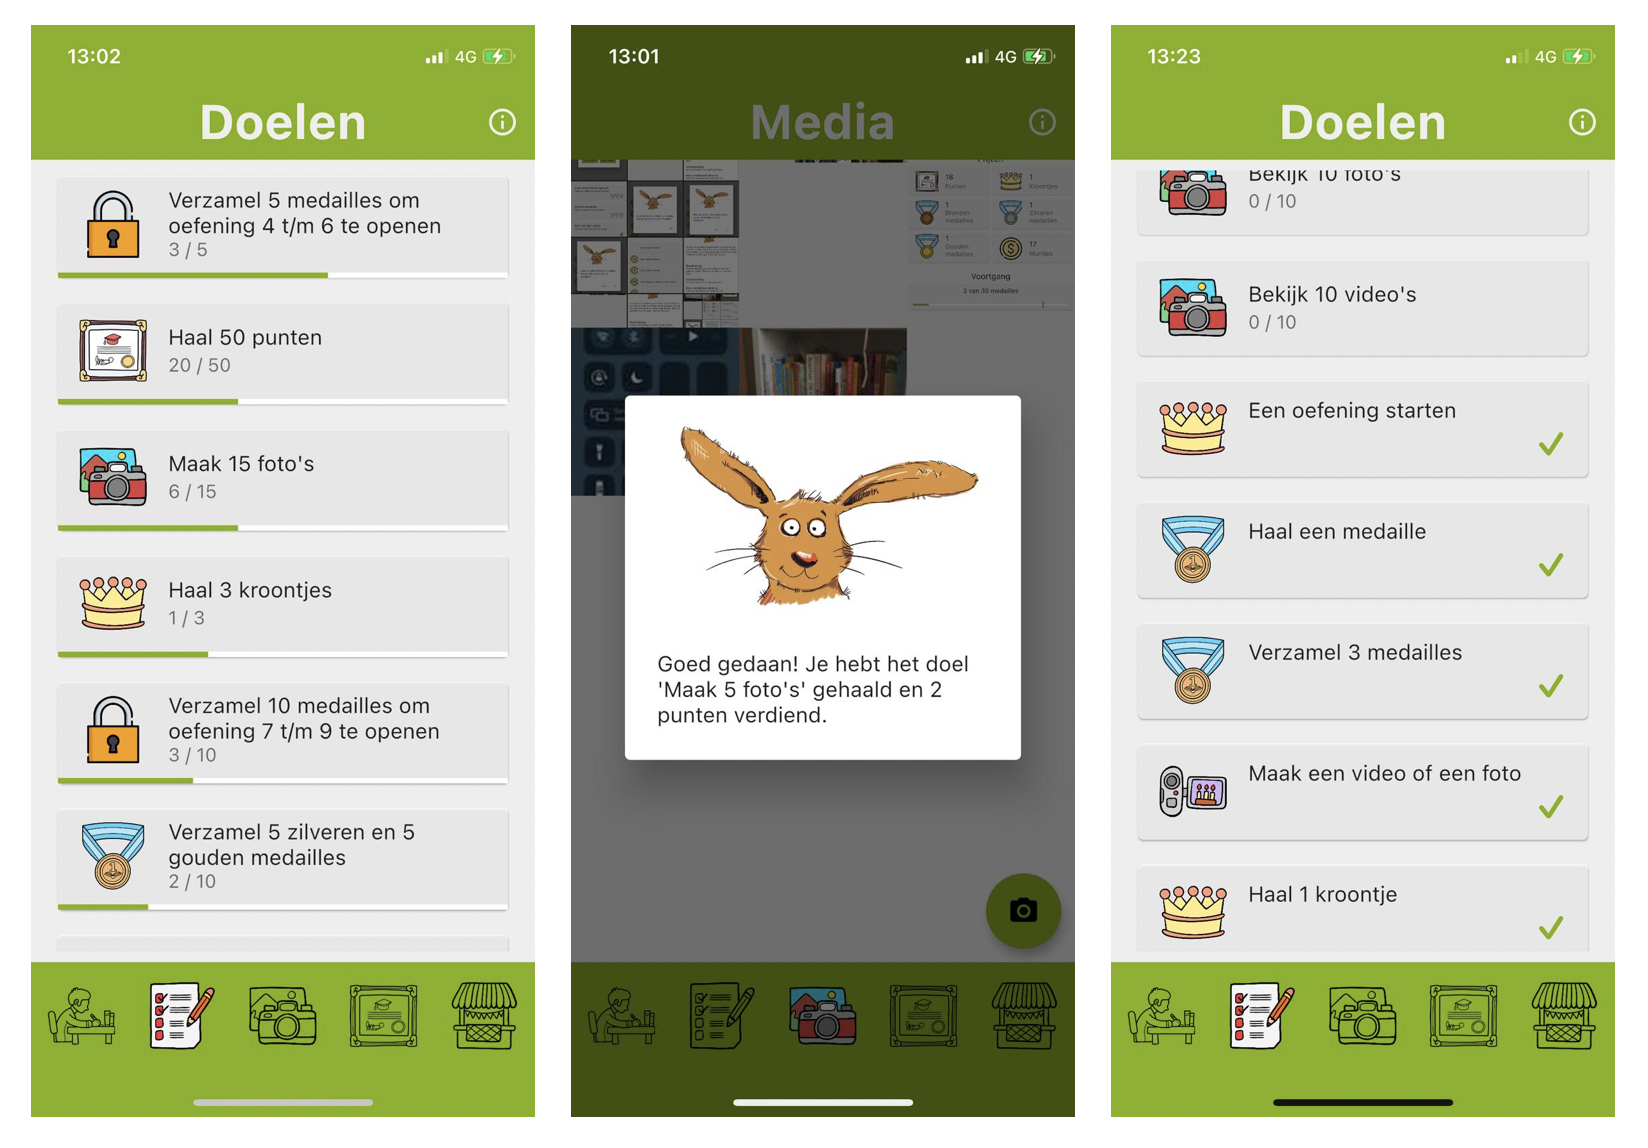 13:02
4G
Doelen
Verzamel 5 medailles om
oefening 4 t/m 6 te openen
3 / 5
Haal 50 punten
20 / 50
Maak 15 foto's
6 / 15
Haal 3 kroontjes
1 / 3
Verzamel 10 medailles om
oefening 7 t/m 9 te openen
3 / 10
Verzamel 5 zilveren en 5
gouden medailles
2 / 10
13:01
4G
Media
18
Punten
1
Kroontjes
1
Bronzen
medailles
1
Zilveren
medailles
1
Gouden
medailles
17
Muntjes
Voortgang
3 van 30 medailles
Goed gedaan! Je hebt het doel
'Maak 5 foto's' gehaald en 2
punten verdiend.
13:23
4G
Doelen
Bekijk 10 foto's
0 / 10
Bekijk 10 video's
0 / 10
Een oefening starten
Haal een medaille
Verzamel 3 medailles
Maak een video of een foto
Haal 1 kroontje